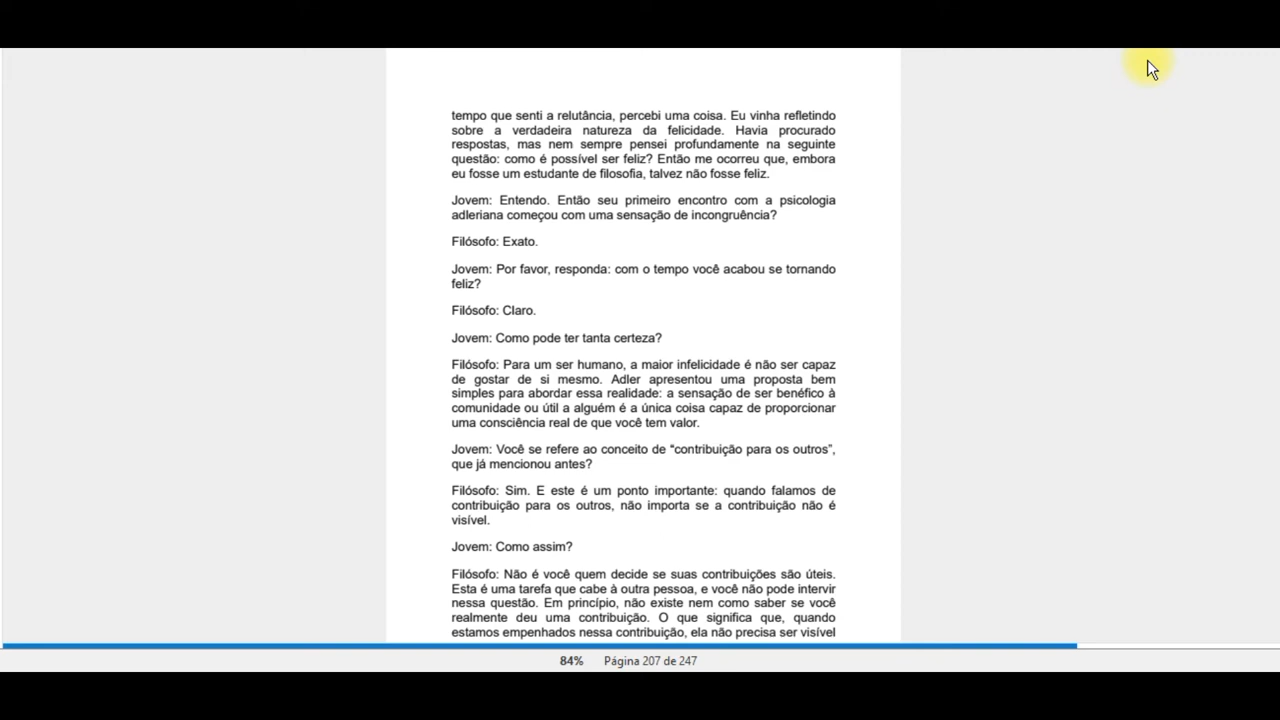 tempo que senti a relutância, percebi uma coisa. Eu vinha refletindo
sobre a verdadeira natureza da felicidade. Havia procurado
respostas, mas nem sempre pensei profundamente na seguinte
questão: como é possível ser feliz? Então me ocorreu que, embora
eu fosse um estudante de filosofia, talvez não fosse feliz.
Jovem: Entendo. Então seu primeiro encontro com a psicologia
adleriana começou com uma sensação de incongruência?
Filósofo: Exato.
Jovem: Por favor, responda: com o tempo você acabou se tornando
feliz?
Filósofo: Claro.
Jovem: Como pode ter tanta certeza?
Filósofo: Para um ser humano, a maior infelicidade é não ser capaz
de gostar de si mesmo. Adler apresentou uma proposta bem
simples para abordar essa realidade: a sensação de ser benéfico à
comunidade ou útil a alguém é a única coisa capaz de proporcionar
uma consciência real de que você tem valor.
Jovem: Você se refere ao conceito de “contribuição para os outros”,
que já mencionou antes?
Filósofo: Sim. E este é um ponto importante: quando falamos de
contribuição para os outros, não importa se a contribuição não é
visível.
Jovem: Como assim?
Filósofo: Não é você quem decide se suas contribuições são úteis.
Esta é uma tarefa que cabe à outra pessoa, e você não pode intervir
nessa questão. Em princípio, não existe nem como saber se você
realmente deu uma contribuição. O que significa que, quando
estamos empenhados nessa contribuição, ela não precisa ser visível
84% Página 207 de 247